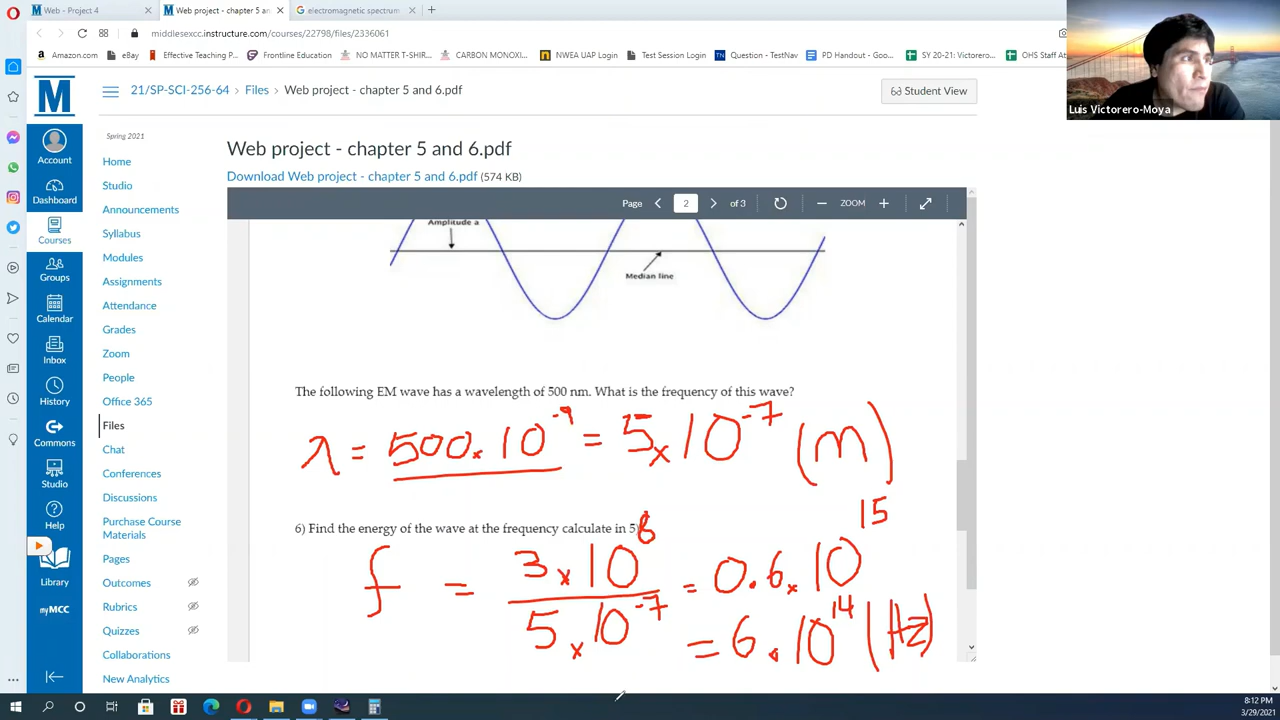 Web - Project 4
Web project - chapter 5 an
electromagnetic spectrum
middlesexcc.instructure.com/courses/22798/files/2336061
Amazon.com
eBay
Effective Teaching P...
Frontline Education
NO NEW T-SHIR...
CARBON MONOXI...
NWEA UAP Login
Test Session Login
Question - TestNav
PD Handout - Goo...
SY 20-21: Victorero...
OHS Staff At
Luis Victorero-Moya
M
21/SP-SCI-256-64 > Files > Web project - chapter 5 and 6.pdf
Student View
Account
Dashboard
Courses
Groups
Calendar
Inbox
History
Commons
Studio
Help
Library
Spring 2021
Home
Studio
Announcements
Syllabus
Modules
Assignments
Attendance
Grades
Zoom
People
Office 365
Files
Chat
Conferences
Discussions
Purchase Course
Materials
Pages
Outcomes
Rubrics
Quizzes
Collaborations
New Analytics
Web project - chapter 5 and 6.pdf
Download Web project - chapter 5 and 6.pdf (574 KB)
Page < 2 > of 3 ZOOM
Amplitude a
Median line
The following EM wave has a wavelength of 500 nm. What is the frequency of this wave?
λ = 500 . 10⁻⁹ = 5 x 10⁻⁷ (m)
6) Find the energy of the wave at the frequency calculate in 5)
f = 3 x 10⁸ / 5 x 10⁻⁷ = 0.6 . 10¹⁵
= 6 . 10¹⁴ (Hz)
8:12 PM
3/29/2021